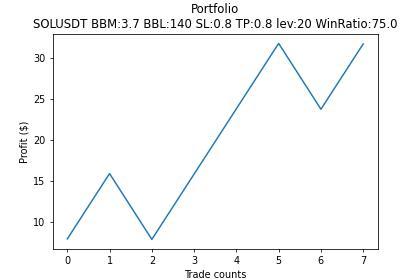 Portfolio
SOLUSDT BBM:3.7 BBL:140 SL:0.8 TP:0.8 lev:20 WinRatio:75.0
30
25
20
15
10
Profit ($)
0 1 2 3 4 5 6 7
Trade counts